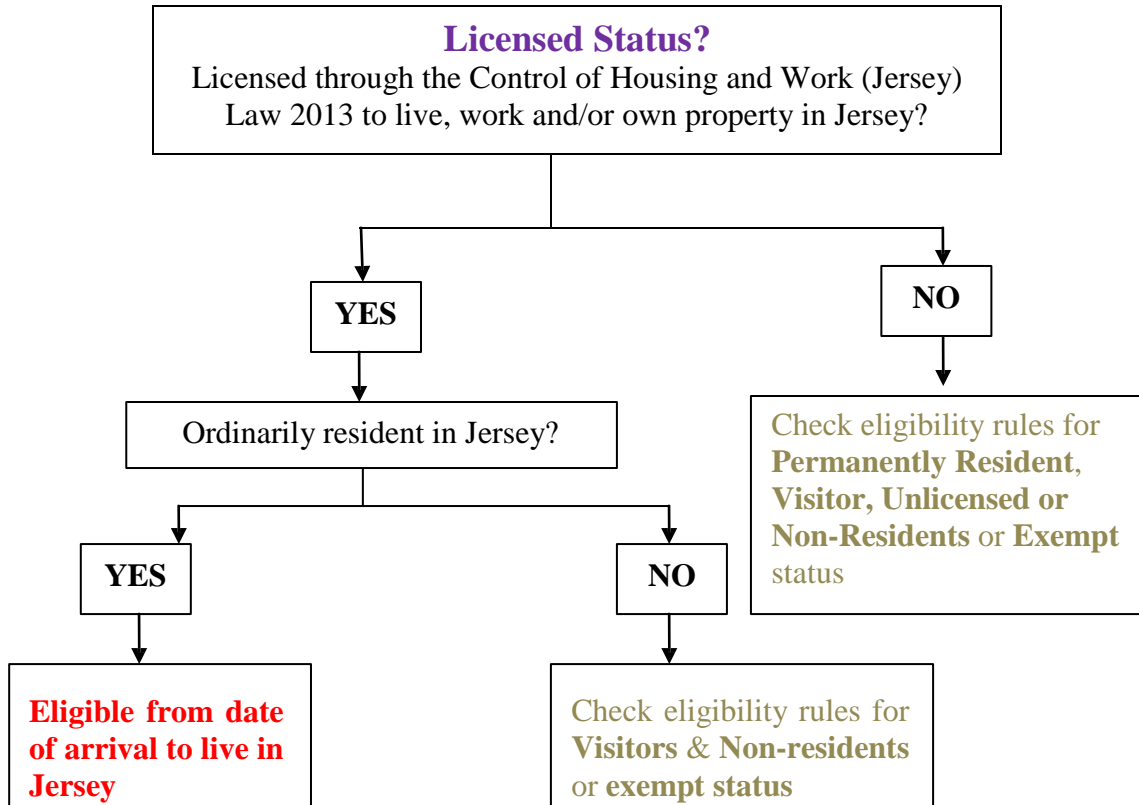 Licensed Status?
Licensed through the Control of Housing and Work (Jersey)
Law 2013 to live, work and/or own property in Jersey?
YES
NO
Ordinarily resident in Jersey?
Check eligibility rules for
Permanently Resident,
Visitor, Unlicensed or
Non-Residents or Exempt
status
YES
NO
Eligible from date
of arrival to live in
Jersey
Check eligibility rules for
Visitors & Non-residents
or exempt status